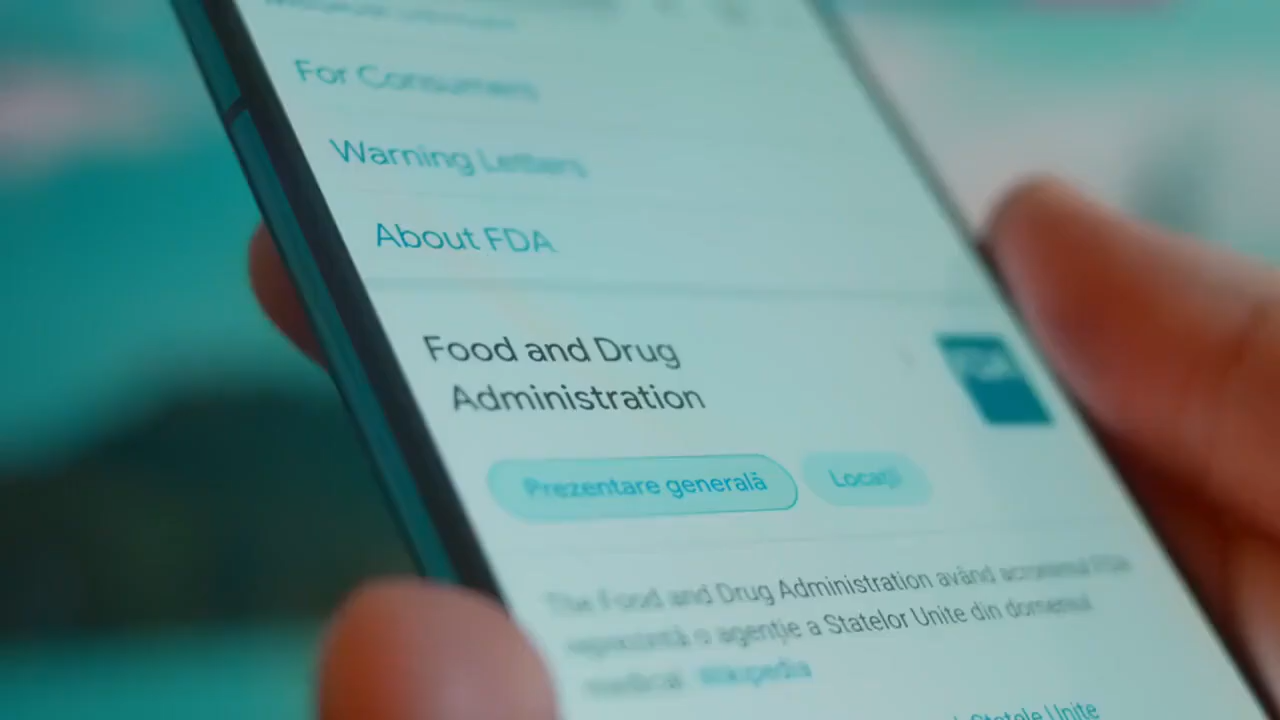 For Consumers
Warning Letters
About FDA
Food and Drug
Administration
FDA
Prezentare generală
Locații
The Food and Drug Administration având acronimul FDA
reprezintă o agenție a Statelor Unite din domeniul
medical. Wikipedia
Statele Unite